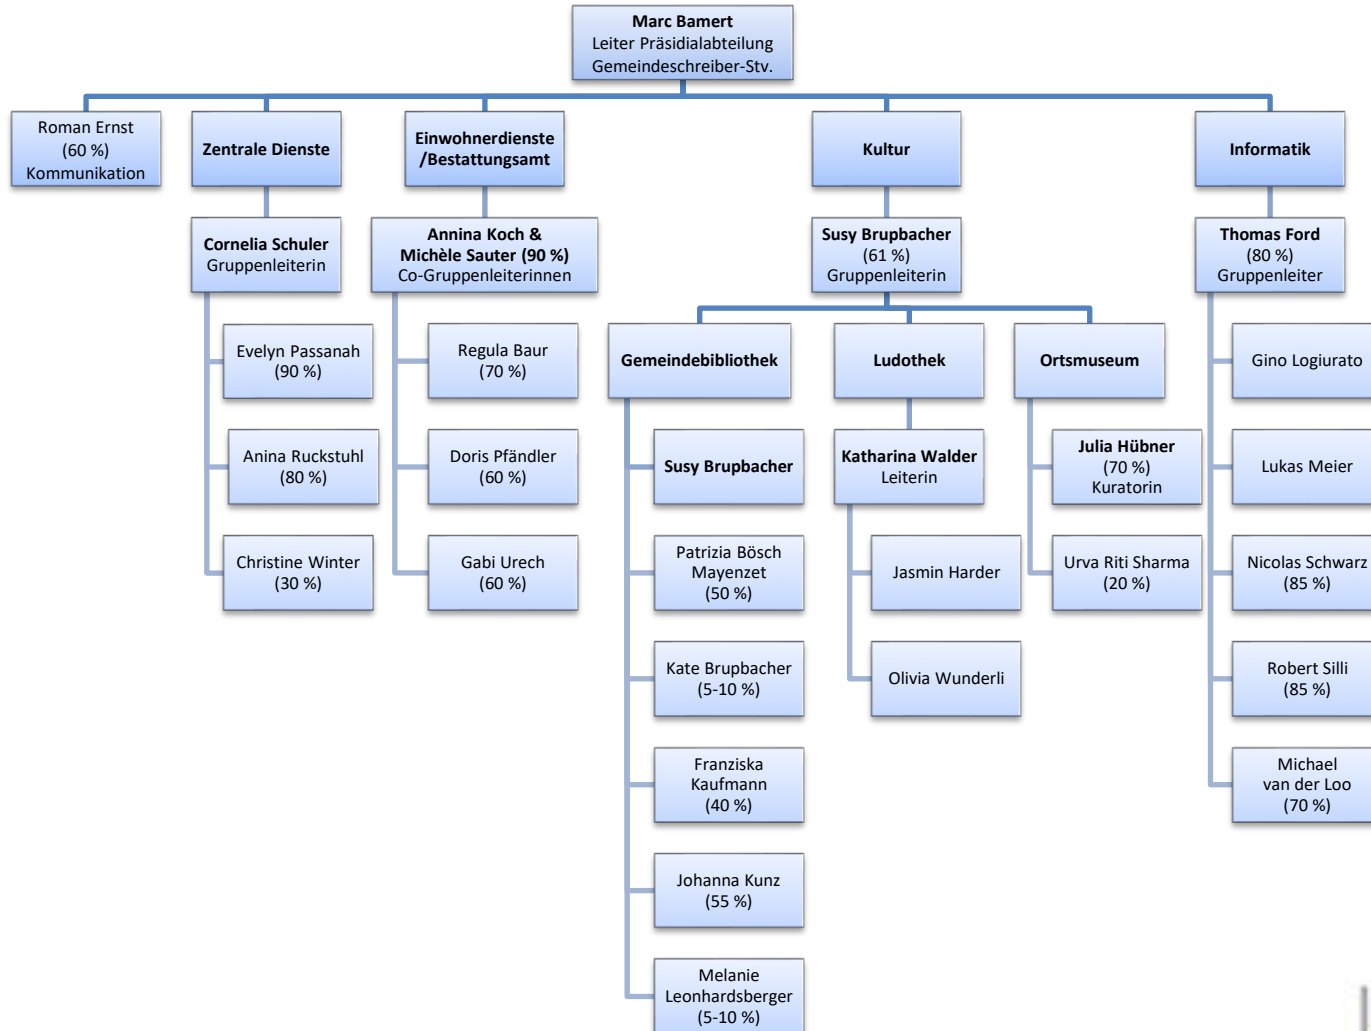 Marc Bamert
Leiter Präsidialabteilung
Gemeindeschreiber-Stv.
Roman Ernst
(60 %)
Kommunikation
Zentrale Dienste
Einwohnerdienste
/Bestattungsamt
Kultur
Informatik
Cornelia Schuler
Gruppenleiterin
Annina Koch &
Michèle Sauter (90 %)
Co-Gruppenleiterinnen
Susy Brupbacher
(61 %)
Gruppenleiterin
Thomas Ford
(80 %)
Gruppenleiter
Evelyn Passanah
(90 %)
Anina Ruckstuhl
(80 %)
Christine Winter
(30 %)
Regula Baur
(70 %)
Doris Pfändler
(60 %)
Gabi Urech
(60 %)
Gemeindebibliothek
Ludothek
Ortsmuseum
Susy Brupbacher
Patrizia Bösch
Mayenzet
(50 %)
Kate Brupbacher
(5-10 %)
Franziska
Kaufmann
(40 %)
Johanna Kunz
(55 %)
Melanie
Leonhardsberger
(5-10 %)
Katharina Walder
Leiterin
Jasmin Harder
Olivia Wunderli
Julia Hübner
(70 %)
Kuratorin
Urva Riti Sharma
(20 %)
Gino Logiurato
Lukas Meier
Nicolas Schwarz
(85 %)
Robert Silli
(85 %)
Michael
van der Loo
(70 %)